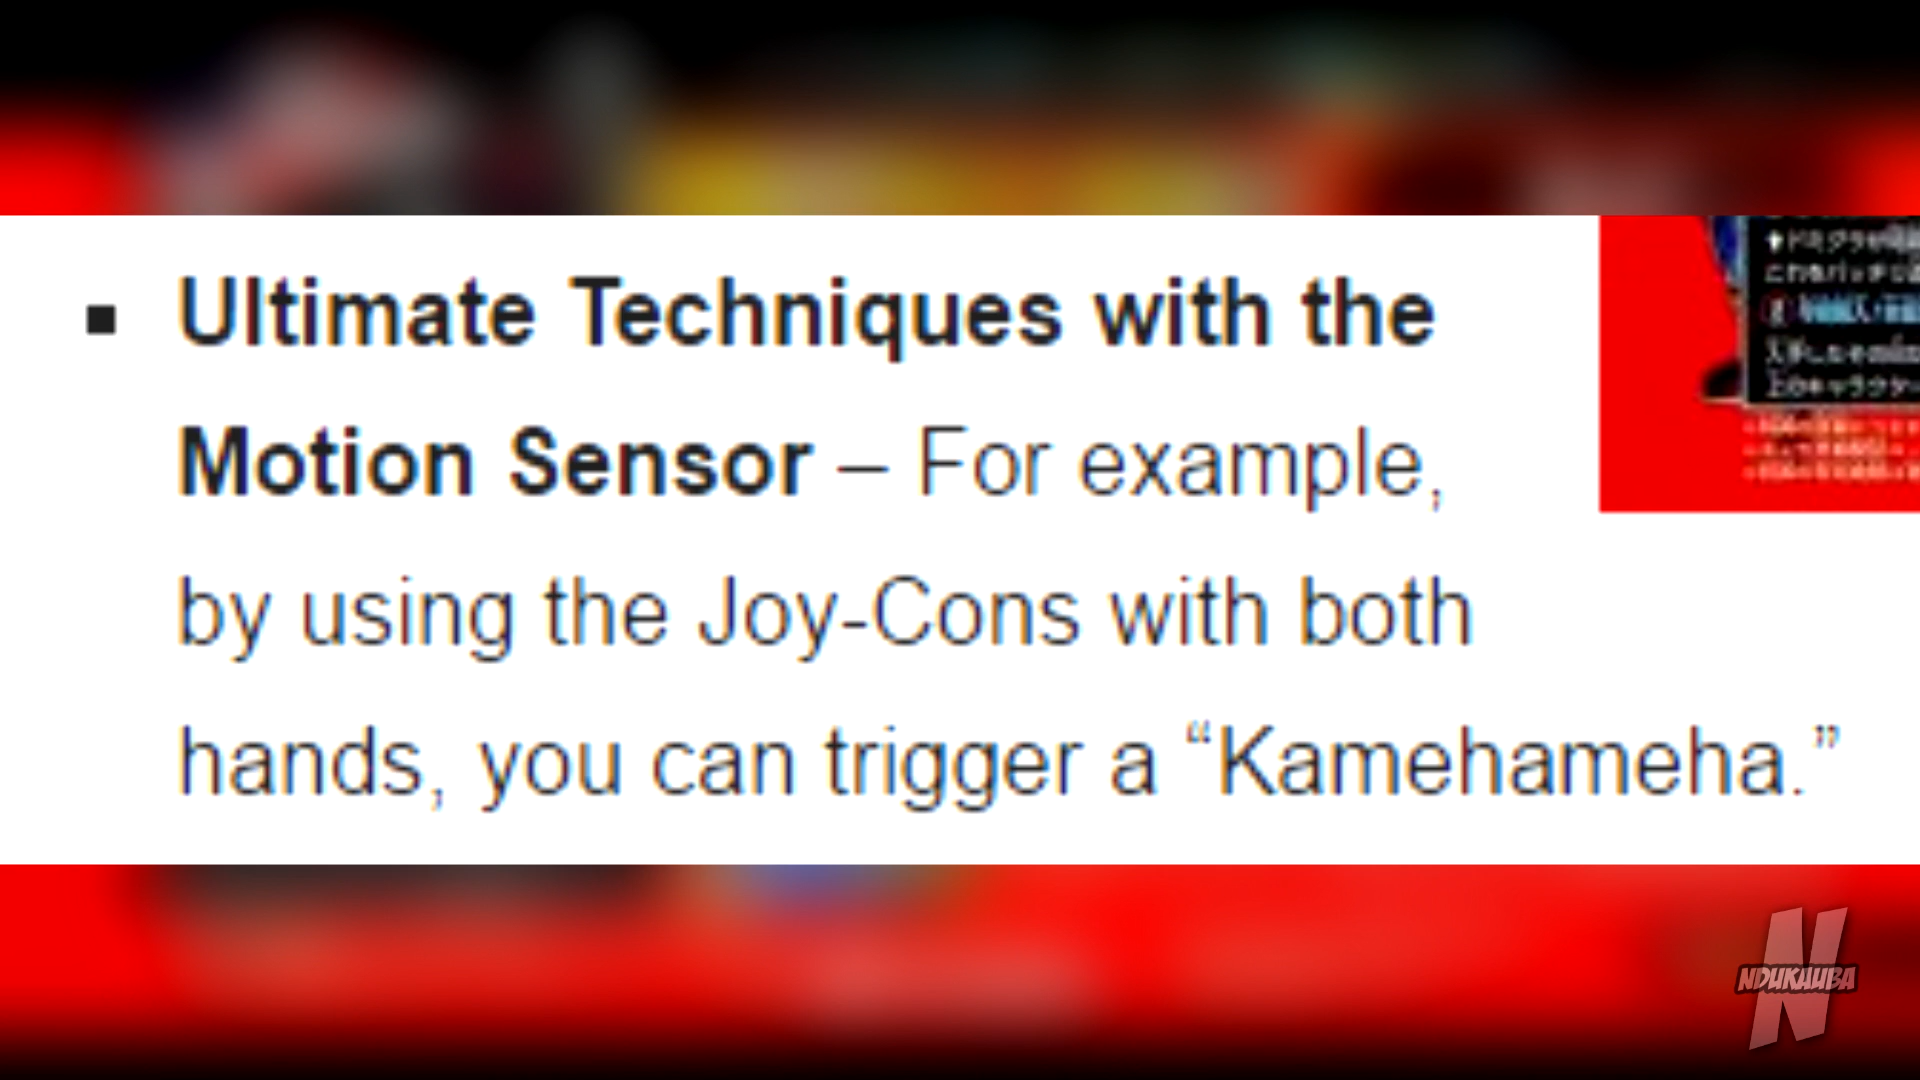 ▪ Ultimate Techniques with the
Motion Sensor – For example,
by using the Joy-Cons with both
hands, you can trigger a “Kamehameha.”
N
NDUKAUBA